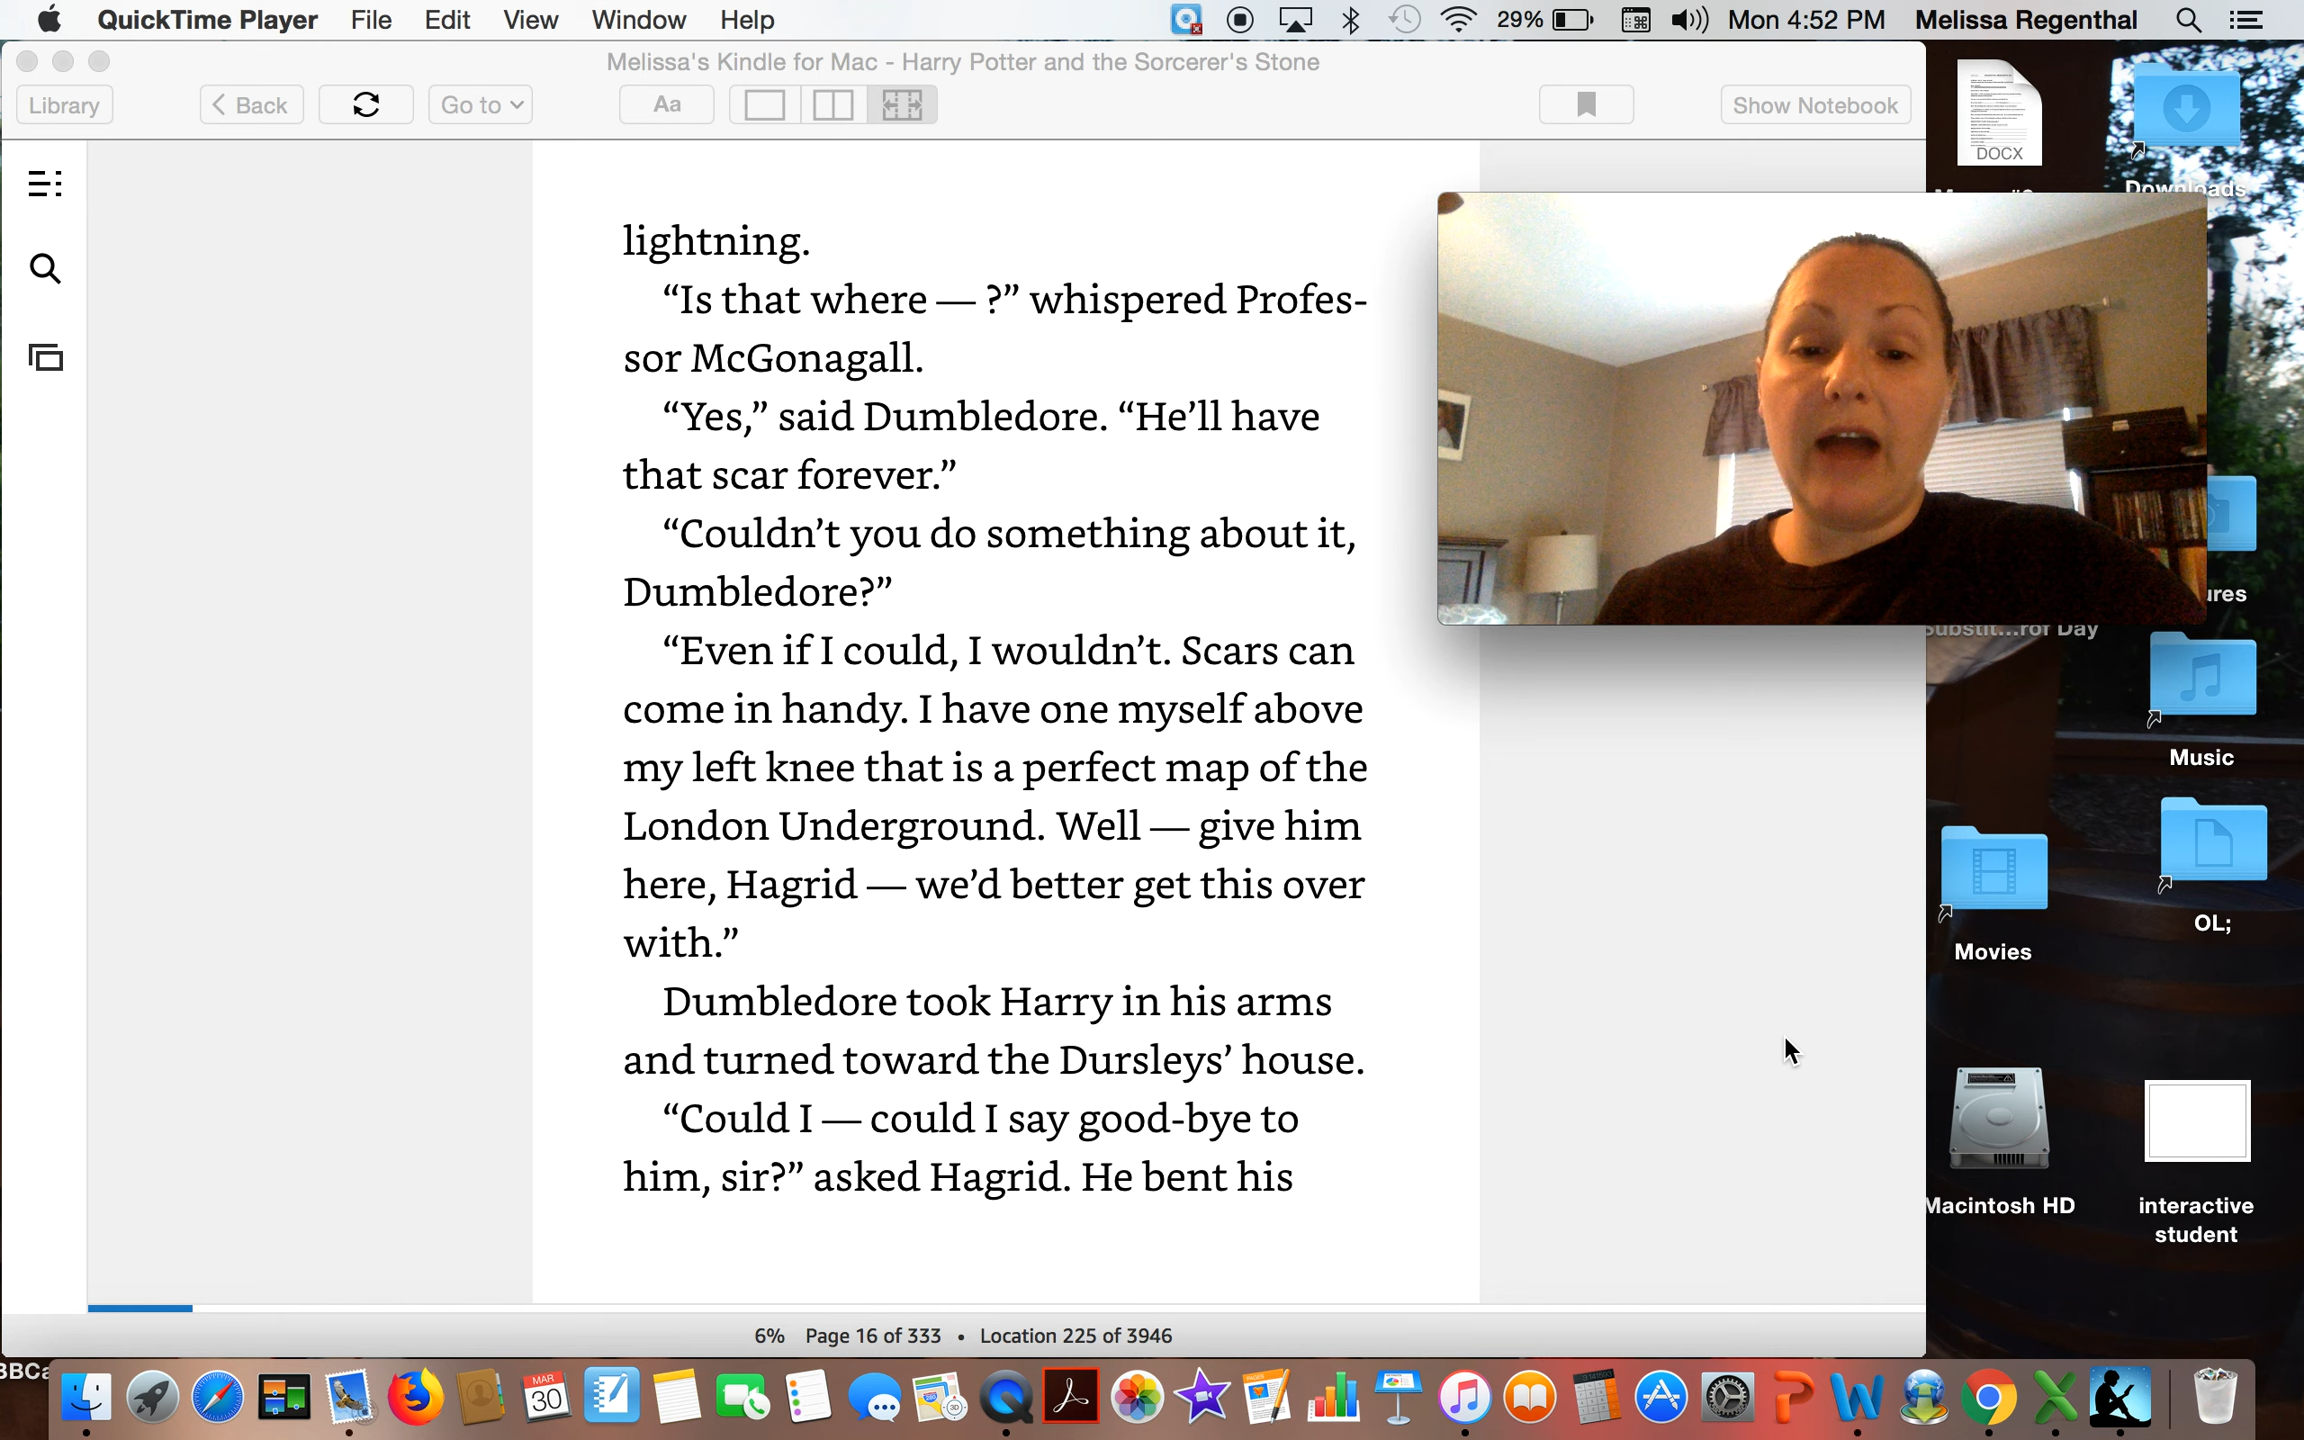 QuickTime Player File Edit View Window Help 29% Mon 4:52 PM Melissa Regenthal
Melissa's Kindle for Mac - Harry Potter and the Sorcerer's Stone
Library Back Go to Aa Show Notebook
DOCX
Downloads
lightning.
“Is that where — ?” whispered Profes-
sor McGonagall.
“Yes,” said Dumbledore. “He’ll have
that scar forever.”
“Couldn’t you do something about it,
Dumbledore?”
“Even if I could, I wouldn’t. Scars can
come in handy. I have one myself above
my left knee that is a perfect map of the
London Underground. Well — give him
here, Hagrid — we’d better get this over
with.”
Dumbledore took Harry in his arms
and turned toward the Dursleys’ house.
“Could I — could I say good-bye to
him, sir?” asked Hagrid. He bent his
ures
Substit...rof Day
Music
Movies
OL;
Macintosh HD
interactive
student
6% Page 16 of 333 • Location 225 of 3946
MAR
30